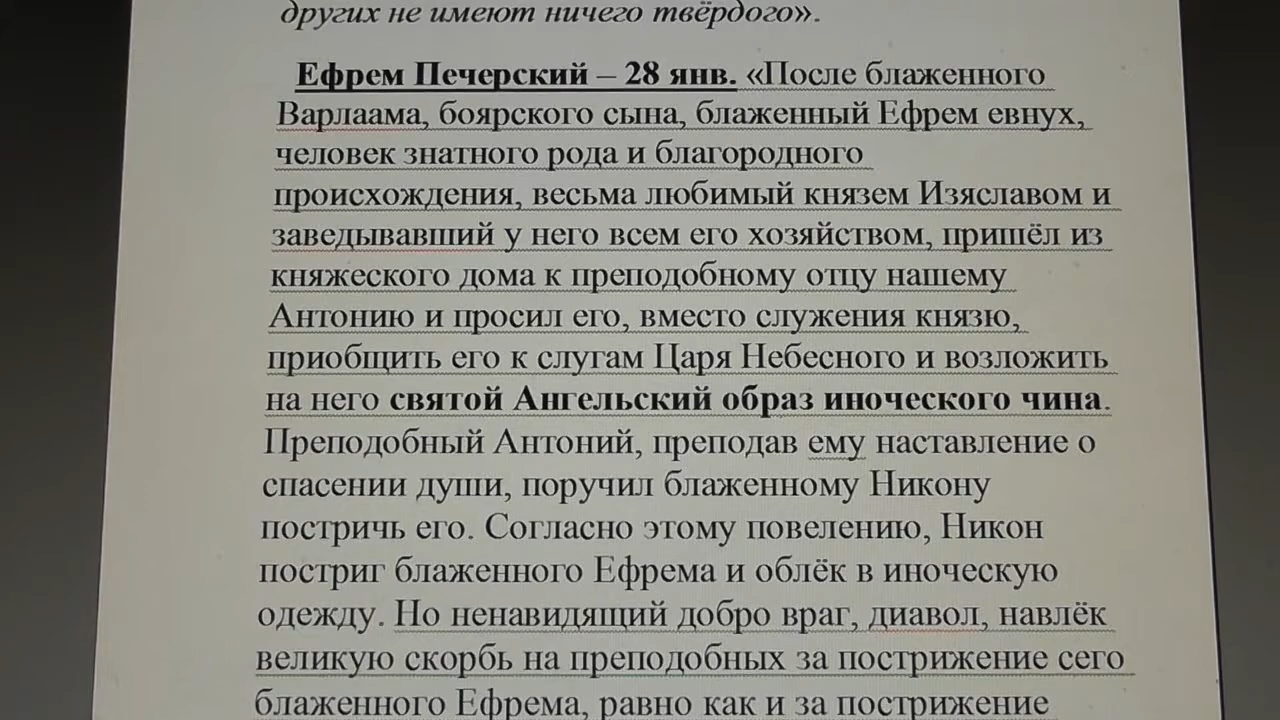 других не имеют ничего твёрдого».
Ефрем Печерский – 28 янв. «После блаженного
Варлаама, боярского сына, блаженный Ефрем евнух,
человек знатного рода и благородного
происхождения, весьма любимый князем Изяславом и
заведывавший у него всем его хозяйством, пришёл из
княжеского дома к преподобному отцу нашему
Антонию и просил его, вместо служения князю,
приобщить его к слугам Царя Небесного и возложить
на него святой Ангельский образ иноческого чина.
Преподобный Антоний, преподав ему наставление о
спасении души, поручил блаженному Никону
постричь его. Согласно этому повелению, Никон
постриг блаженного Ефрема и облёк в иноческую
одежду. Но ненавидящий добро враг, диавол, навлёк
великую скорбь на преподобных за пострижение сего
блаженного Ефрема, равно как и за пострижение